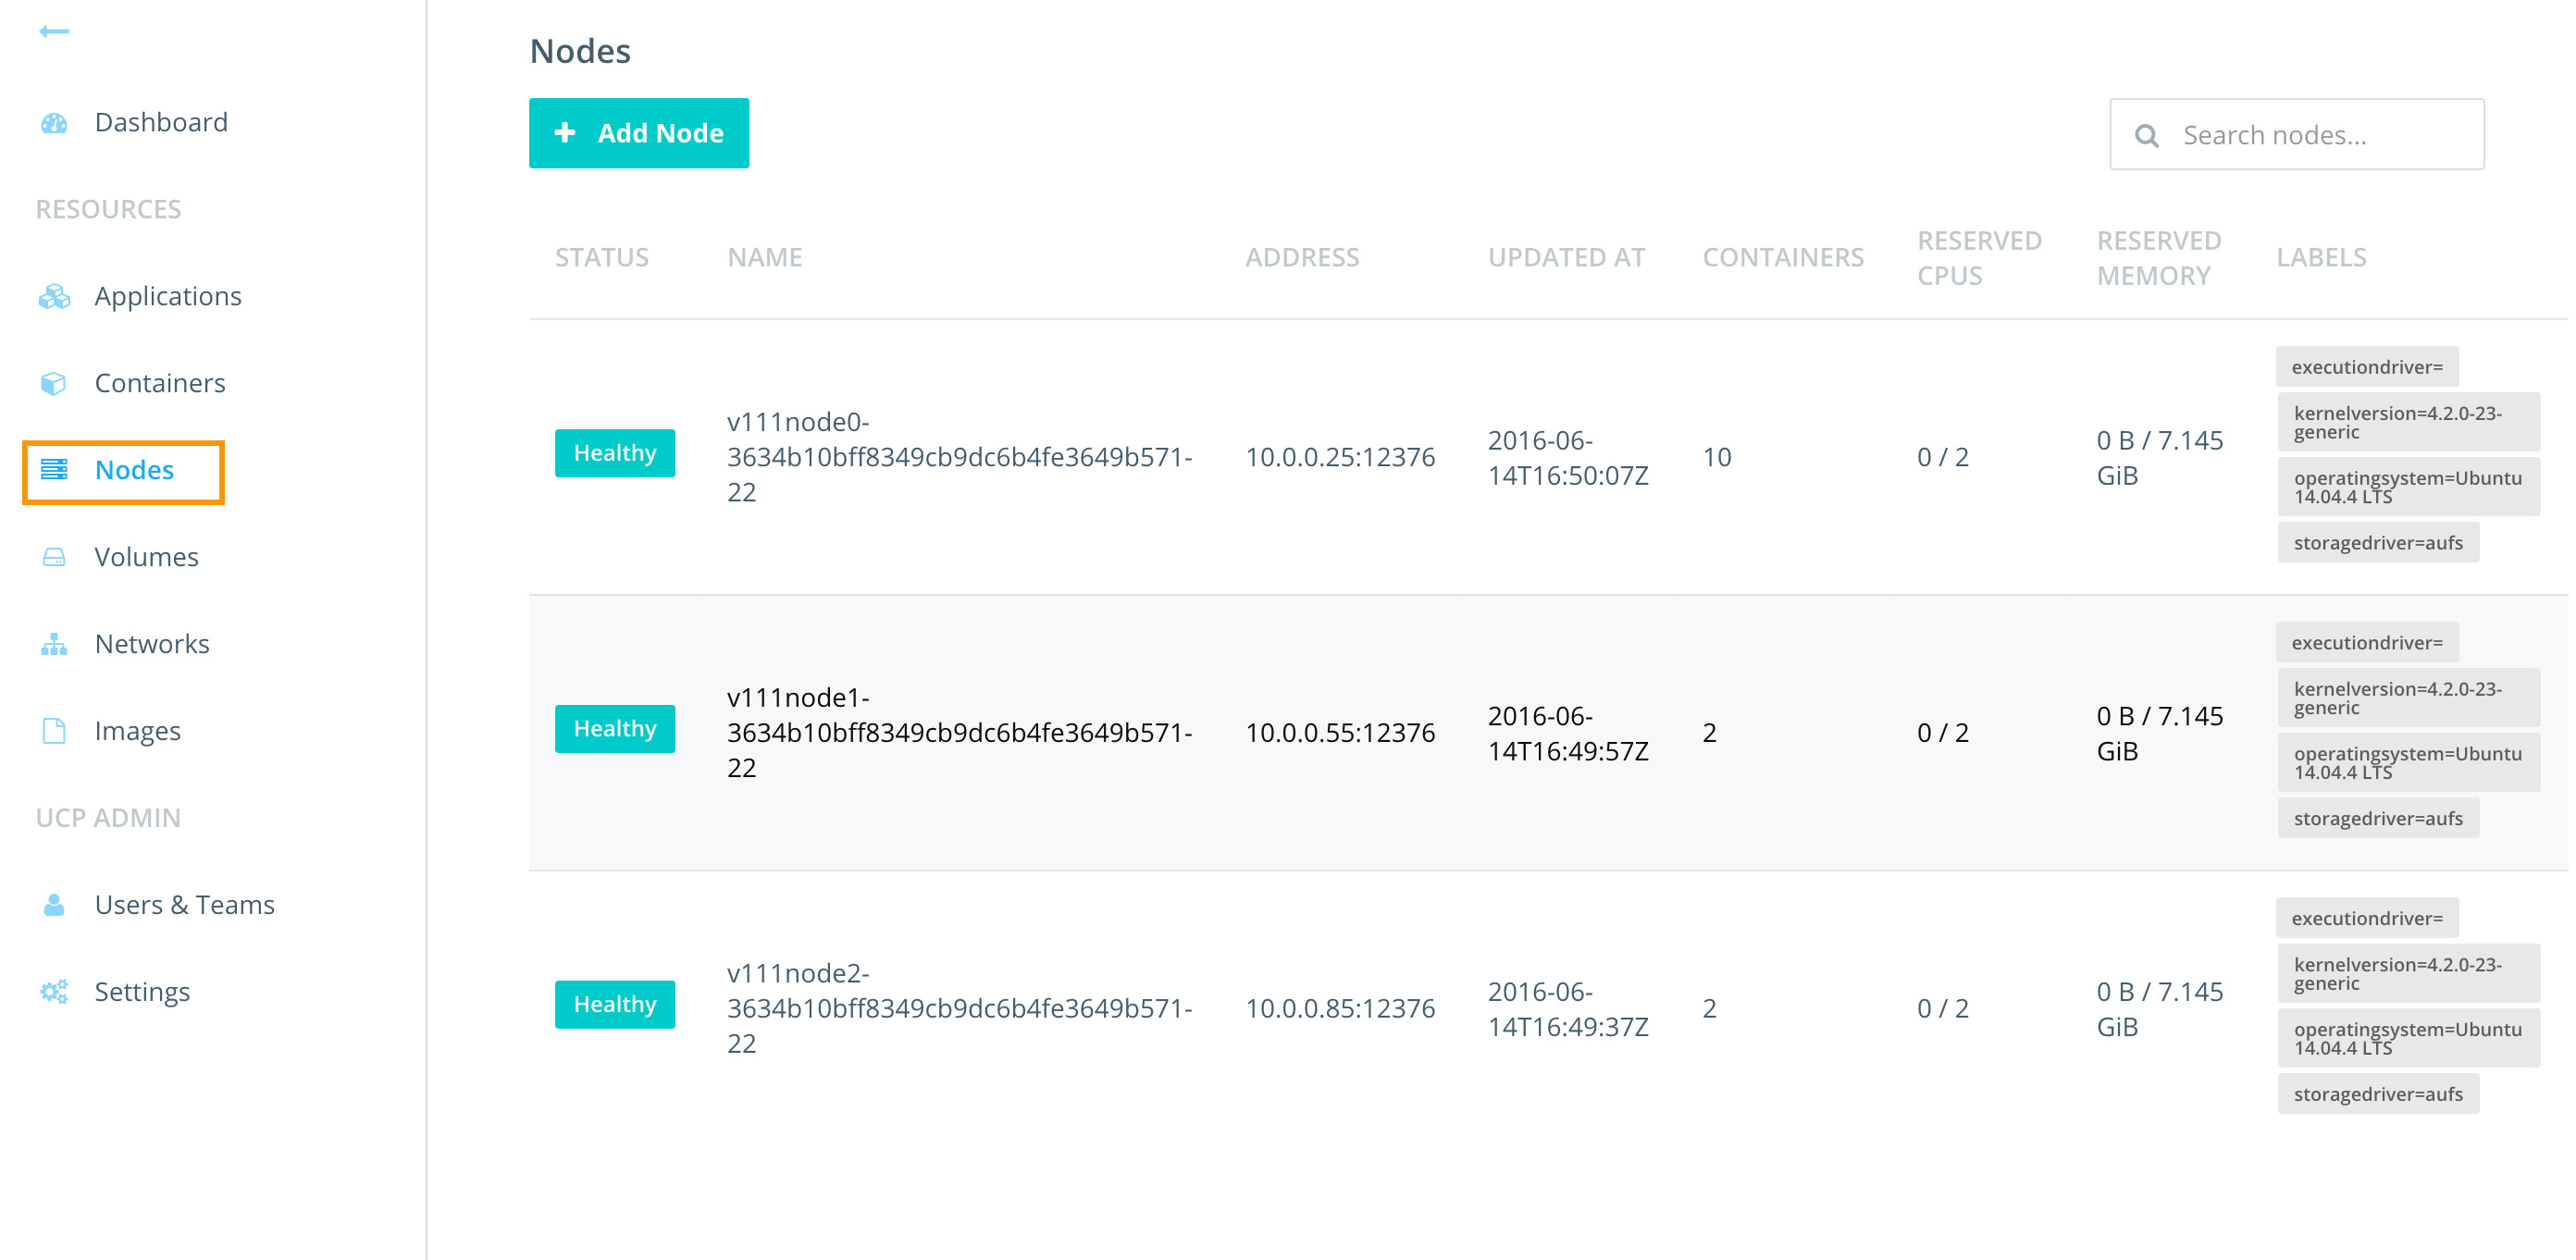 Dashboard
RESOURCES
Applications
Containers
Nodes
Volumes
Networks
Images
UCP ADMIN
Users & Teams
Settings
Nodes
Add Node
Search nodes...
STATUS
NAME
ADDRESS
UPDATED AT
CONTAINERS
RESERVED
CPUS
RESERVED
MEMORY
LABELS
Healthy
v111node0-
3634b10bff8349cb9dc6b4fe3649b571-
22
10.0.0.25:12376
2016-06-
14T16:50:07Z
10
0 / 2
0 B / 7.145
GiB
executiondriver=
kernelversion=4.2.0-23-
generic
operatingsystem=Ubuntu
14.04.4 LTS
storagedriver=aufs
Healthy
v111node1-
3634b10bff8349cb9dc6b4fe3649b571-
22
10.0.0.55:12376
2016-06-
14T16:49:57Z
2
0 / 2
0 B / 7.145
GiB
executiondriver=
kernelversion=4.2.0-23-
generic
operatingsystem=Ubuntu
14.04.4 LTS
storagedriver=aufs
Healthy
v111node2-
3634b10bff8349cb9dc6b4fe3649b571-
22
10.0.0.85:12376
2016-06-
14T16:49:37Z
2
0 / 2
0 B / 7.145
GiB
executiondriver=
kernelversion=4.2.0-23-
generic
operatingsystem=Ubuntu
14.04.4 LTS
storagedriver=aufs